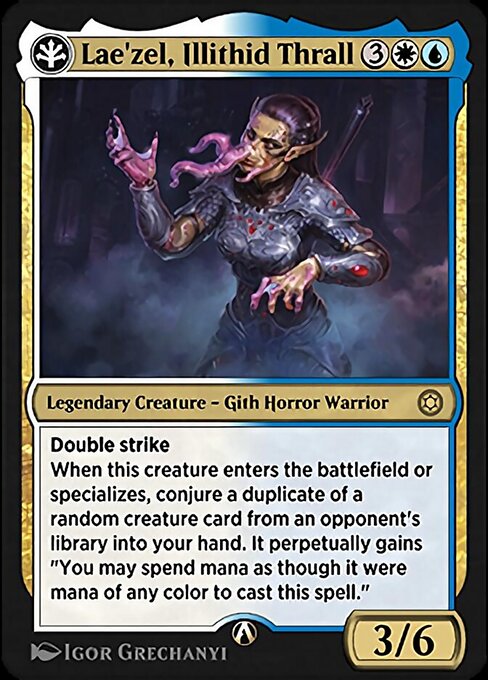 Lae'zel, Illithid Thrall 3
Legendary Creature – Gith Horror Warrior
Double strike
When this creature enters the battlefield or
specializes, conjure a duplicate of a
random creature card from an opponent's
library into your hand. It perpetually gains
"You may spend mana as though it were
mana of any color to cast this spell."
3/6
Igor Grechanyi